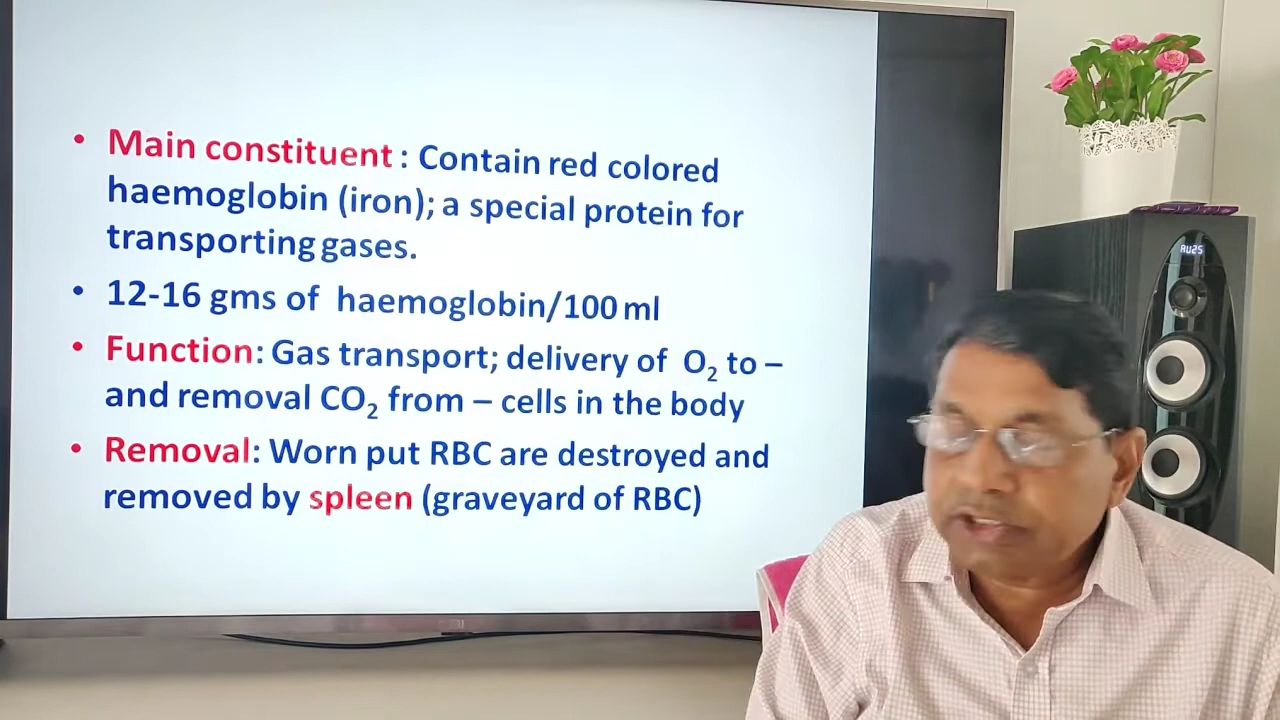 • Main constituent : Contain red colored
haemoglobin (iron); a special protein for
transporting gases.
• 12-16 gms of haemoglobin/100 ml
• Function: Gas transport; delivery of O₂ to –
and removal CO₂ from – cells in the body
• Removal: Worn put RBC are destroyed and
removed by spleen (graveyard of RBC)
AU25